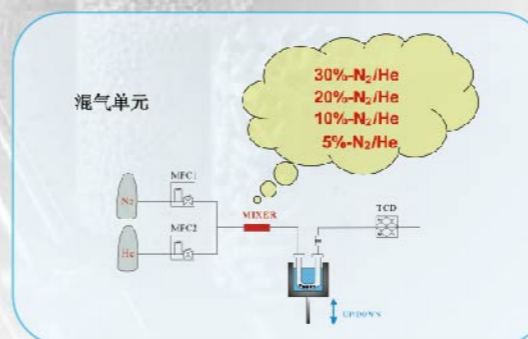 混气单元
30%-N₂/He
20%-N₂/He
10%-N₂/He
5%-N₂/He
MFC1
N₂
MIXER
TCD
MFC2
He
UP/DOWN